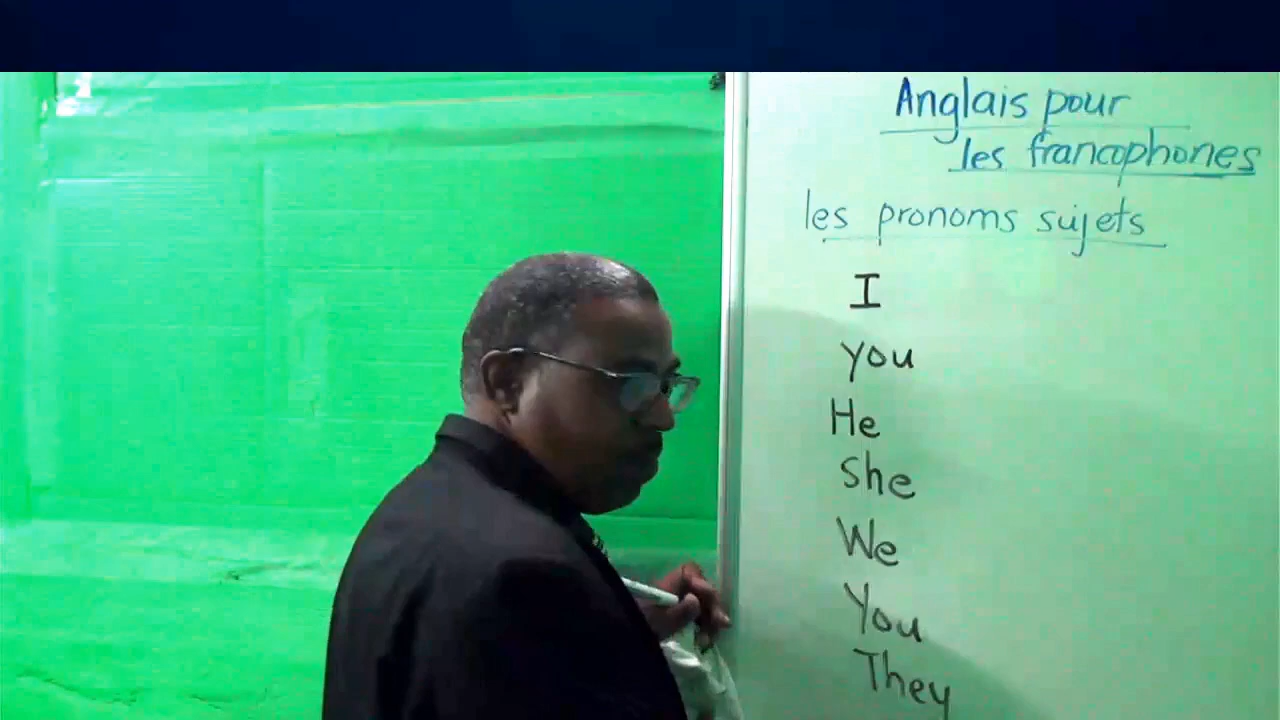 Anglais pour
les francophones
les pronoms sujets
I
you
He
she
We
You
They